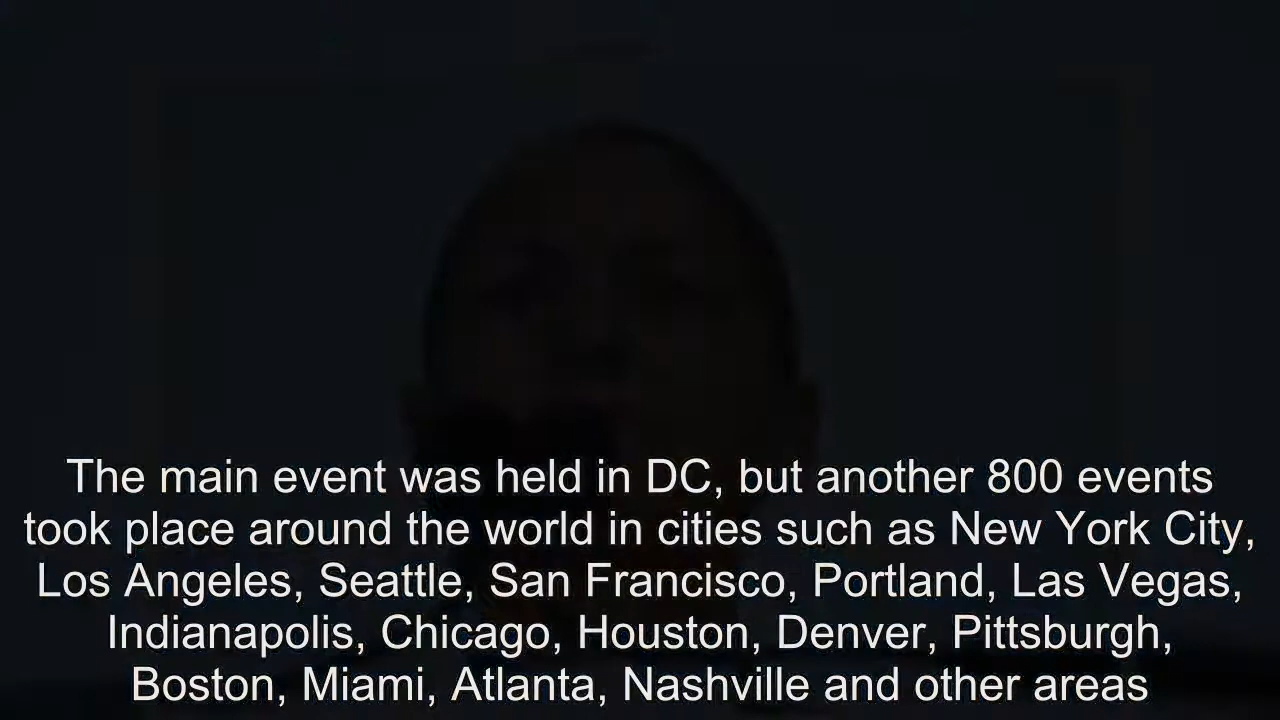 The main event was held in DC, but another 800 events
took place around the world in cities such as New York City,
Los Angeles, Seattle, San Francisco, Portland, Las Vegas,
Indianapolis, Chicago, Houston, Denver, Pittsburgh,
Boston, Miami, Atlanta, Nashville and other areas